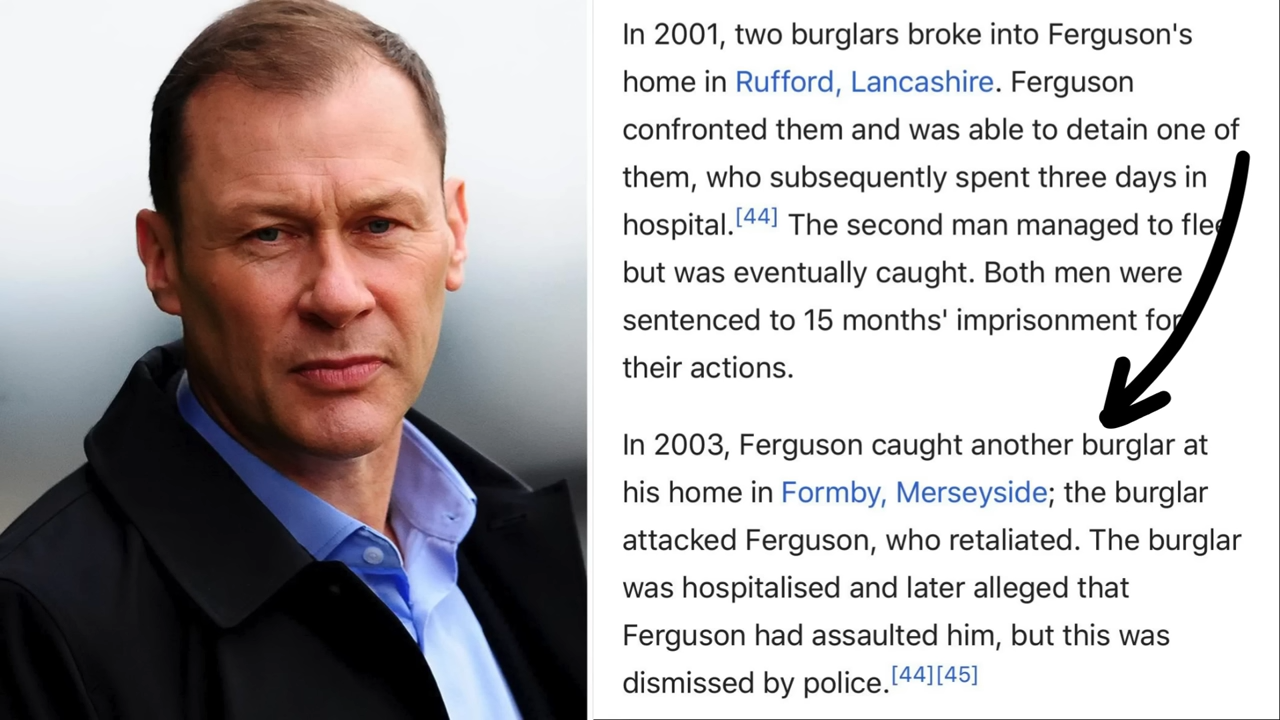 In 2001, two burglars broke into Ferguson's
home in Rufford, Lancashire. Ferguson
confronted them and was able to detain one of
them, who subsequently spent three days in
hospital.[44] The second man managed to flee
but was eventually caught. Both men were
sentenced to 15 months' imprisonment for
their actions.
In 2003, Ferguson caught another burglar at
his home in Formby, Merseyside; the burglar
attacked Ferguson, who retaliated. The burglar
was hospitalised and later alleged that
Ferguson had assaulted him, but this was
dismissed by police.[44][45]